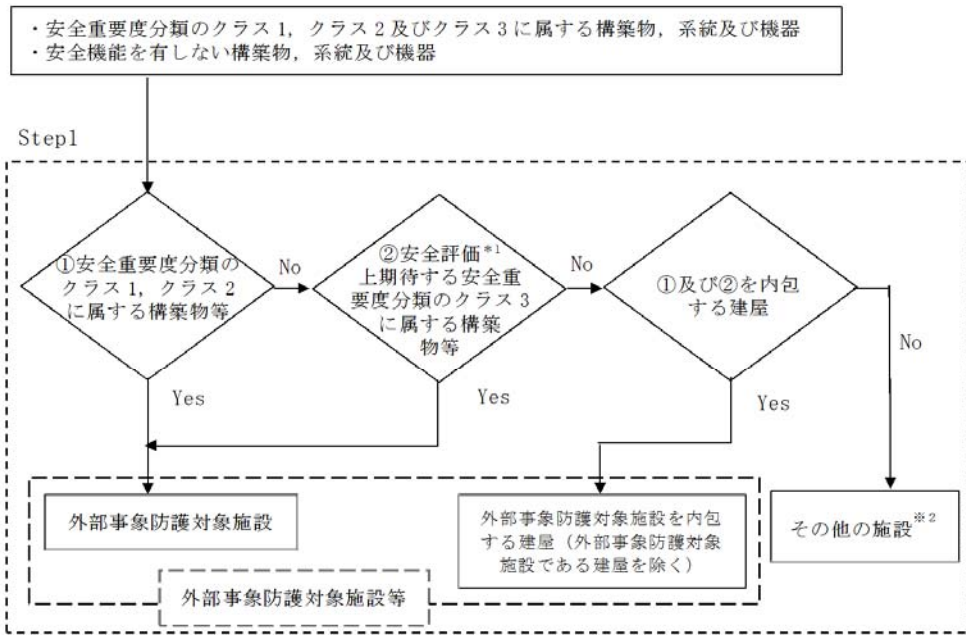 ・安全重要度分類のクラス1,クラス2及びクラス3に属する構築物,系統及び機器
・安全機能を有しない構築物,系統及び機器
Step1
①安全重要度分類の
クラス1,クラス2
に属する構築物等
No
②安全評価*1
上期待する安全重
要度分類のクラス3
に属する構築
物等
No
①及び②を内包
する建屋
No
Yes
Yes
Yes
外部事象防護対象施設
外部事象防護対象施設を内包
する建屋(外部事象防護対象
施設である建屋を除く)
その他の施設※2
外部事象防護対象施設等